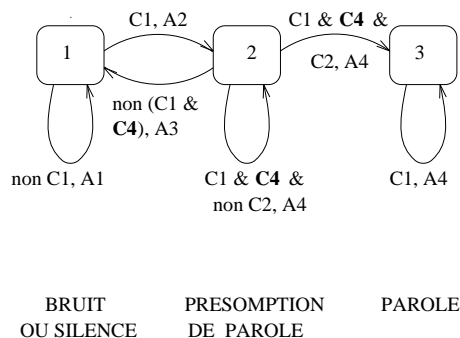 C1, A2
C1 & C4 &
1
2
3
C2, A4
non (C1 &
C4), A3
non C1, A1
C1 & C4 &
non C2, A4
C1, A4
BRUIT
OU SILENCE
PRESOMPTION
DE PAROLE
PAROLE